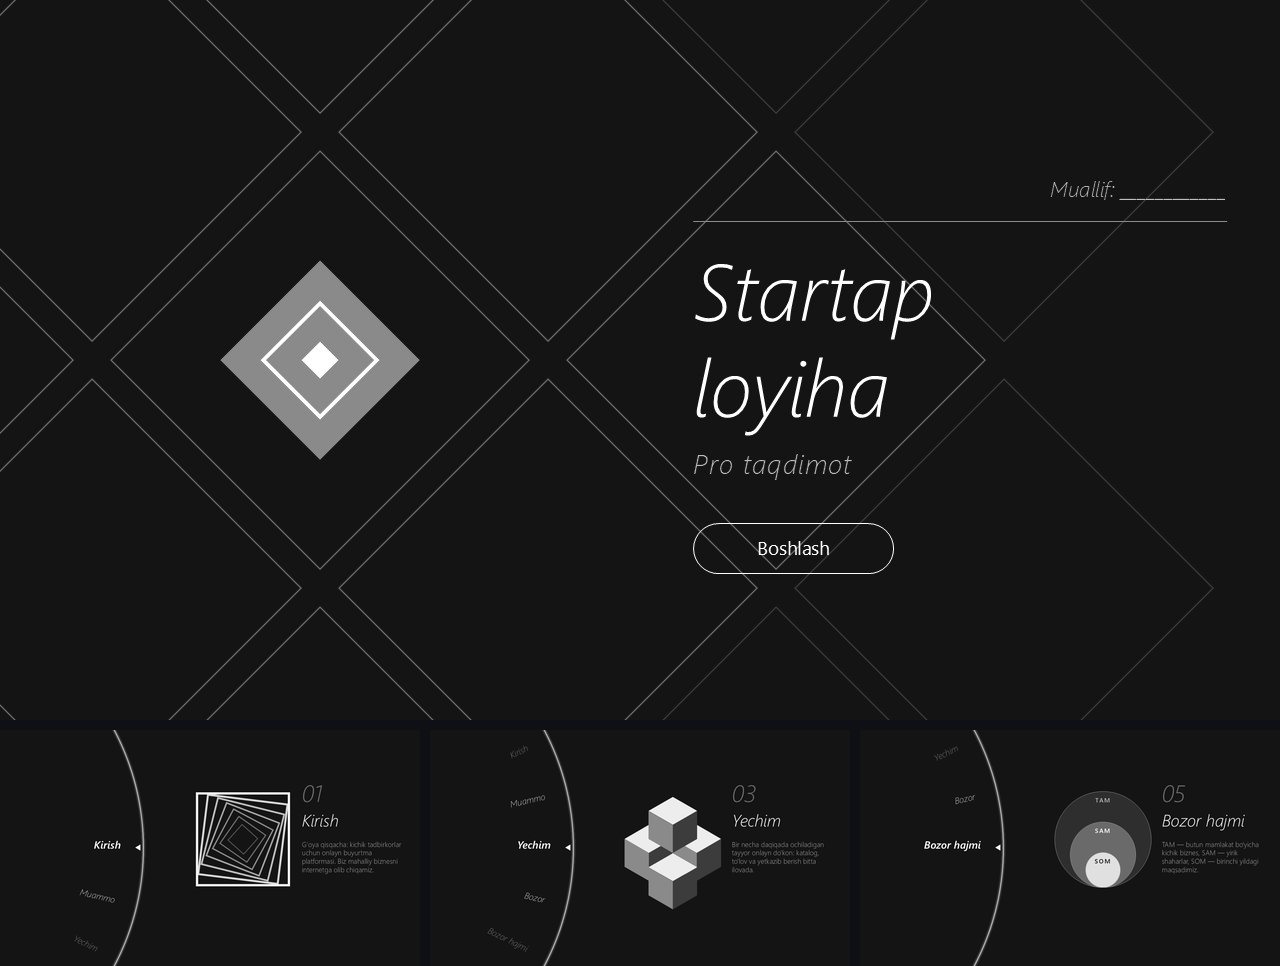 Muallif: ____________
Startap
loyiha
Pro taqdimot
Boshlash
Kirish
Muammo
Yechim
01
Kirish
G'oya qisqacha: kichik tadbirkorlar
uchun onlayn buyurtma
platformasi. Biz mahalliy biznesni
internetga olib chiqamiz.
Kirish
Muammo
Yechim
Bozor
Bozor hajmi
03
Yechim
Bir necha daqiqada ochiladigan
tayyor onlayn do'kon: katalog,
to'lov va yetkazib berish bitta
ilovada.
Yechim
Bozor
Bozor hajmi
TAM
SAM
SOM
05
Bozor hajmi
TAM — butun mamlakat bo'yicha
kichik biznes, SAM — yirik
shaharlar, SOM — birinchi yildagi
maqsadimiz.